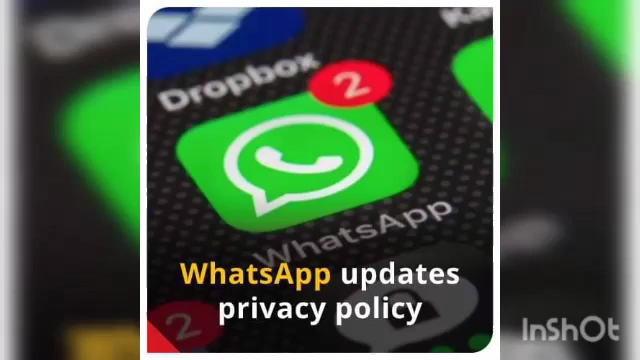 Dropbox
2
WhatsApp
WhatsApp updates
privacy policy
2
InShOt